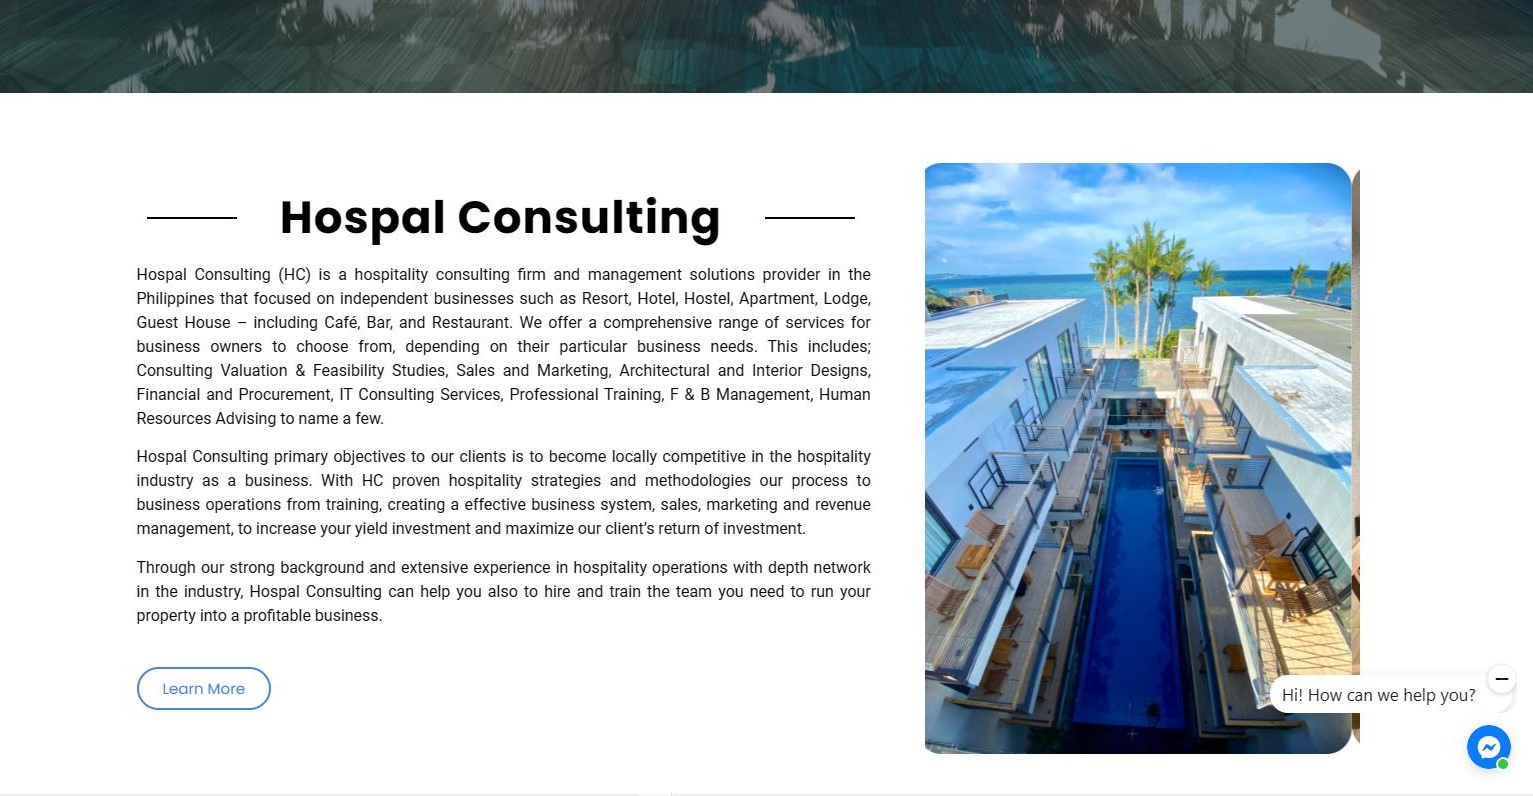 Hospal Consulting
Hospal Consulting (HC) is a hospitality consulting firm and management solutions provider in the
Philippines that focused on independent businesses such as Resort, Hotel, Hostel, Apartment, Lodge,
Guest House – including Café, Bar, and Restaurant. We offer a comprehensive range of services for
business owners to choose from, depending on their particular business needs. This includes;
Consulting Valuation & Feasibility Studies, Sales and Marketing, Architectural and Interior Designs,
Financial and Procurement, IT Consulting Services, Professional Training, F & B Management, Human
Resources Advising to name a few.
Hospal Consulting primary objectives to our clients is to become locally competitive in the hospitality
industry as a business. With HC proven hospitality strategies and methodologies our process to
business operations from training, creating a effective business system, sales, marketing and revenue
management, to increase your yield investment and maximize our client’s return of investment.
Through our strong background and extensive experience in hospitality operations with depth network
in the industry, Hospal Consulting can help you also to hire and train the team you need to run your
property into a profitable business.
Learn More
Hi! How can we help you?